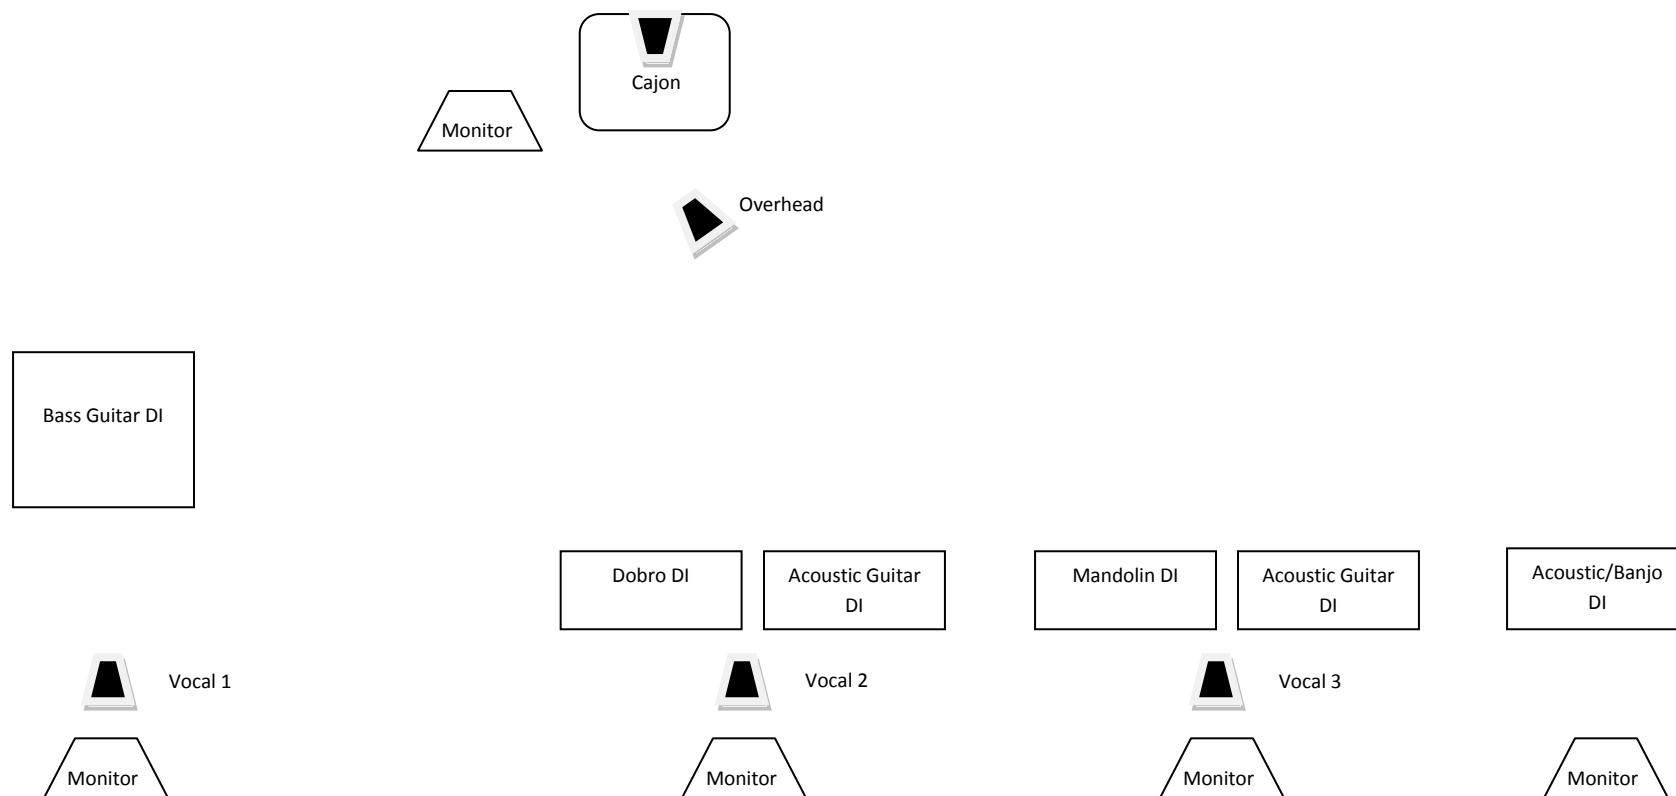 Cajon
Monitor
Overhead
Bass Guitar DI
Dobro DI
Acoustic Guitar
DI
Mandolin DI
Acoustic Guitar
DI
Acoustic/Banjo
DI
Vocal 1
Vocal 2
Vocal 3
Monitor
Monitor
Monitor
Monitor